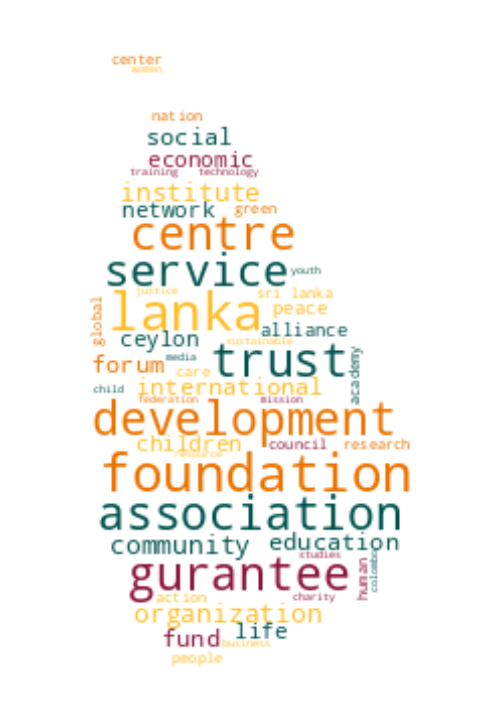 center
women
nation
social
economic
training technology
institute
network green
centre
service youth
justice sri lanka
lanka peace
global
alliance
ceylon sustainable
trust
forum media
care academy
child international
federation mission
development
children council research
resource
foundation
association
community education
studies
gurantee human colombo
action charity
organization
fund life
business
people